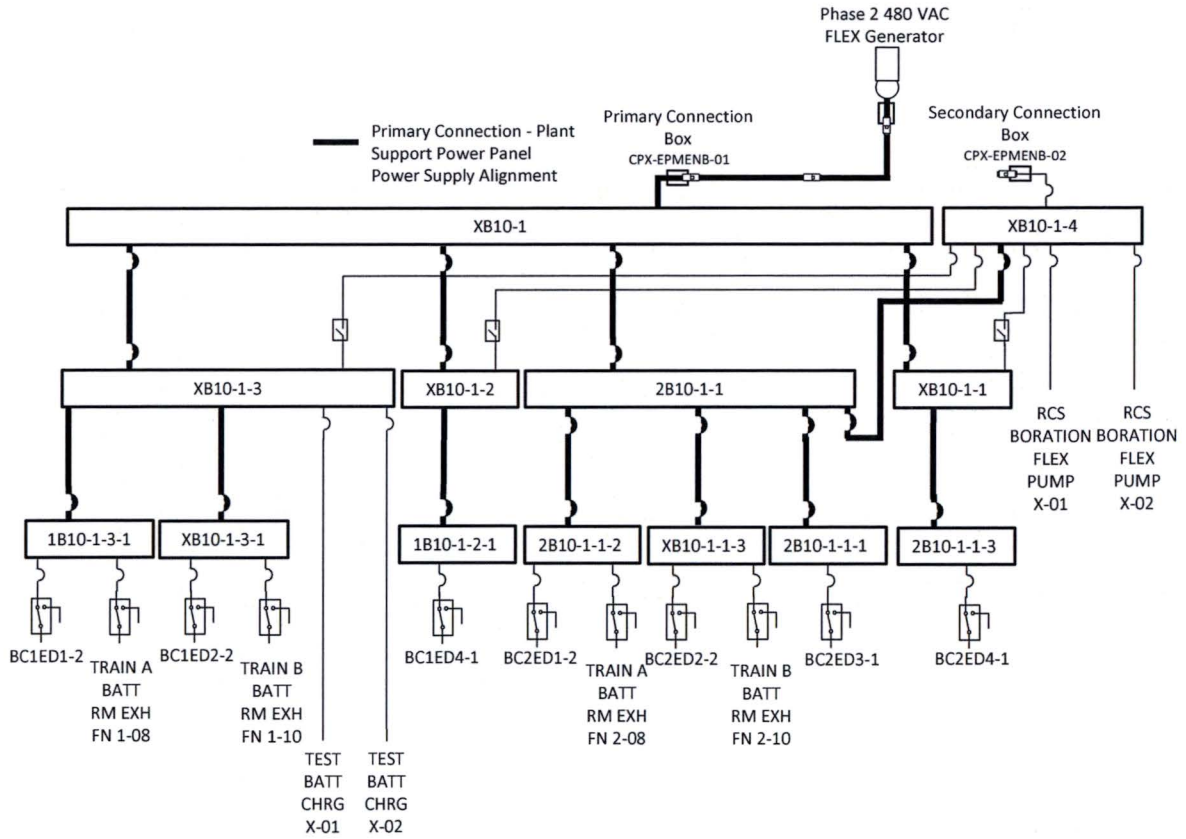 Phase 2 480 VAC
FLEX Generator
Primary Connection - Plant
Support Power Panel
Power Supply Alignment
Primary Connection
Box
CPX-EPMENB-01
Secondary Connection
Box
CPX-EPMENB-02
XB10-1
XB10-1-4
XB10-1-3
XB10-1-2
2B10-1-1
XB10-1-1
RCS
BORATION
FLEX
PUMP
X-01
RCS
BORATION
FLEX
PUMP
X-02
1B10-1-3-1
XB10-1-3-1
1B10-1-2-1
2B10-1-1-2
XB10-1-1-3
2B10-1-1-1
2B10-1-1-3
BC1ED1-2
TRAIN A
BATT
RM EXH
FN 1-08
BC1ED2-2
TRAIN B
BATT
RM EXH
FN 1-10
TEST
BATT
CHRG
X-01
TEST
BATT
CHRG
X-02
BC1ED4-1
BC2ED1-2
TRAIN A
BATT
RM EXH
FN 2-08
BC2ED2-2
TRAIN B
BATT
RM EXH
FN 2-10
BC2ED3-1
BC2ED4-1